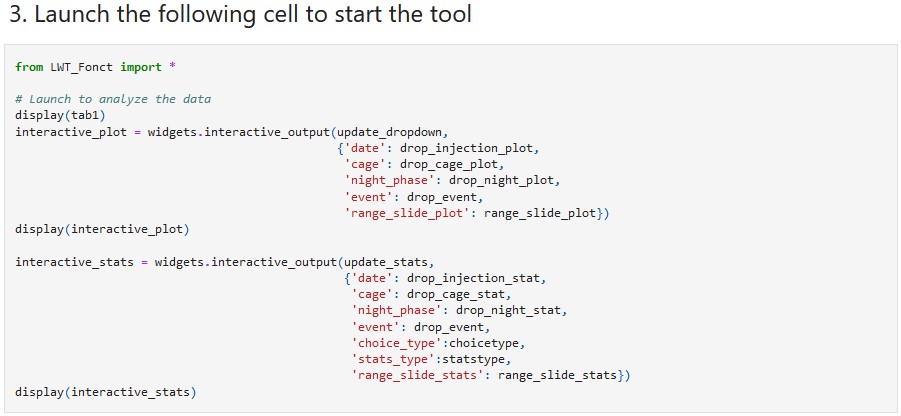 3. Launch the following cell to start the tool
from LWT_Fonct import *
# Launch to analyze the data
display(tab1)
interactive_plot = widgets.interactive_output(update_dropdown,
{'date': drop_injection_plot,
'cage': drop_cage_plot,
'night_phase': drop_night_plot,
'event': drop_event,
'range_slide_plot': range_slide_plot})
display(interactive_plot)
interactive_stats = widgets.interactive_output(update_stats,
{'date': drop_injection_stat,
'cage': drop_cage_stat,
'night_phase': drop_night_stat,
'event': drop_event,
'choice_type':choicetype,
'stats_type':statstype,
'range_slide_stats': range_slide_stats})
display(interactive_stats)